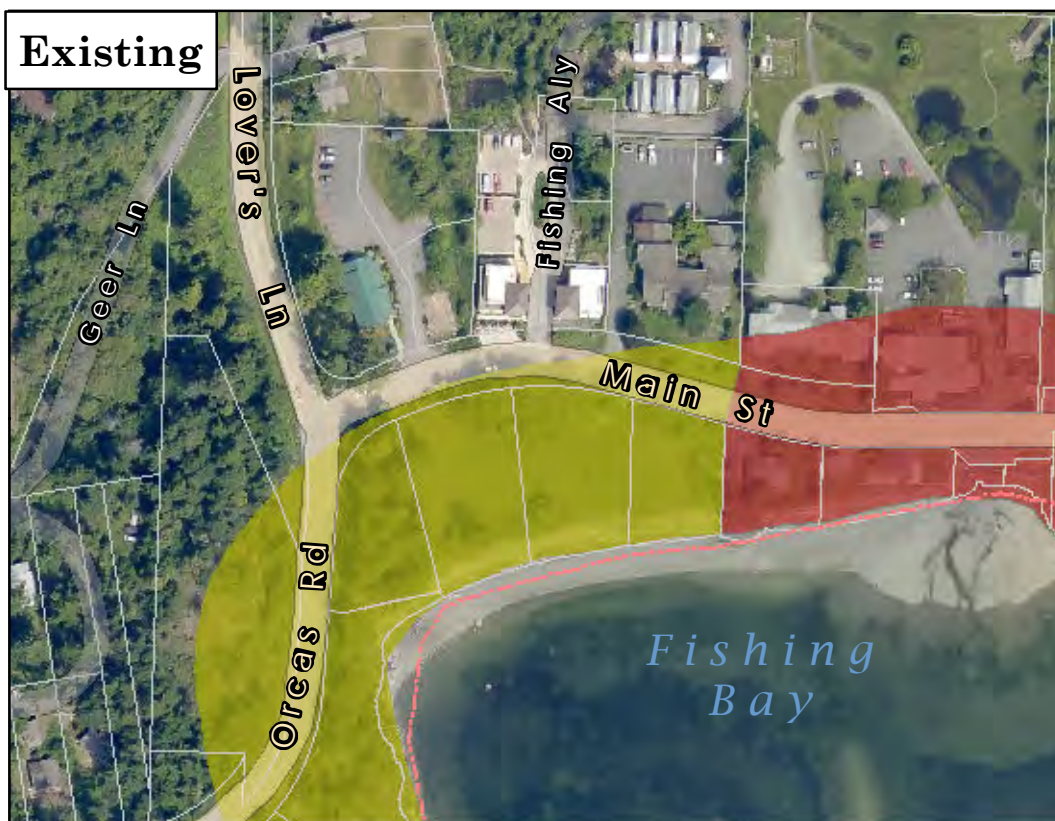 Existing
Lover's Ln
Fishing Aly
Geer Ln
Main St
Orcas Rd
Fishing
Bay